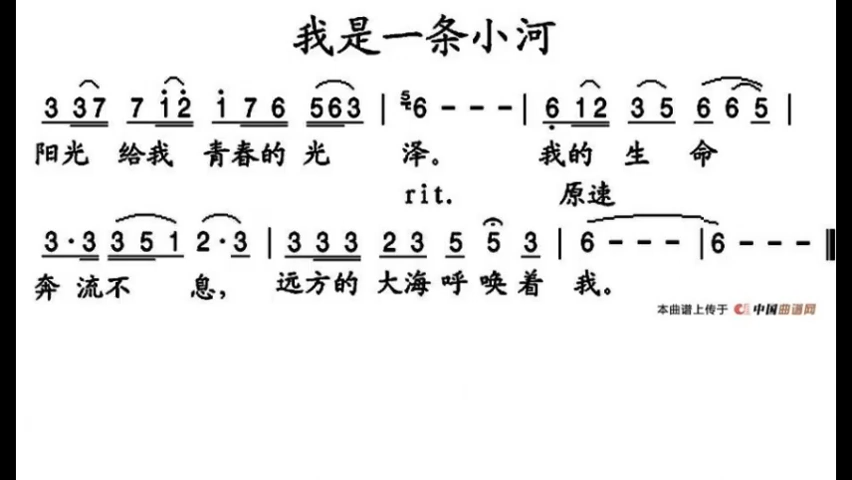 我是一条小河
3 37 7 i2 i 76 563 | 5 6 - - - | 6 12 3 5 6 6 5 |
阳光 给我 青春的 光 泽。 我的 生 命
rit. 原速
3·3 3 5 1 2·3 | 3 3 3 2 3 5 5 3 | 6 - - - | 6 - - - ‖
奔 流不 息, 远方的 大海 呼 唤 着 我。
本曲谱上传于 中国曲谱网